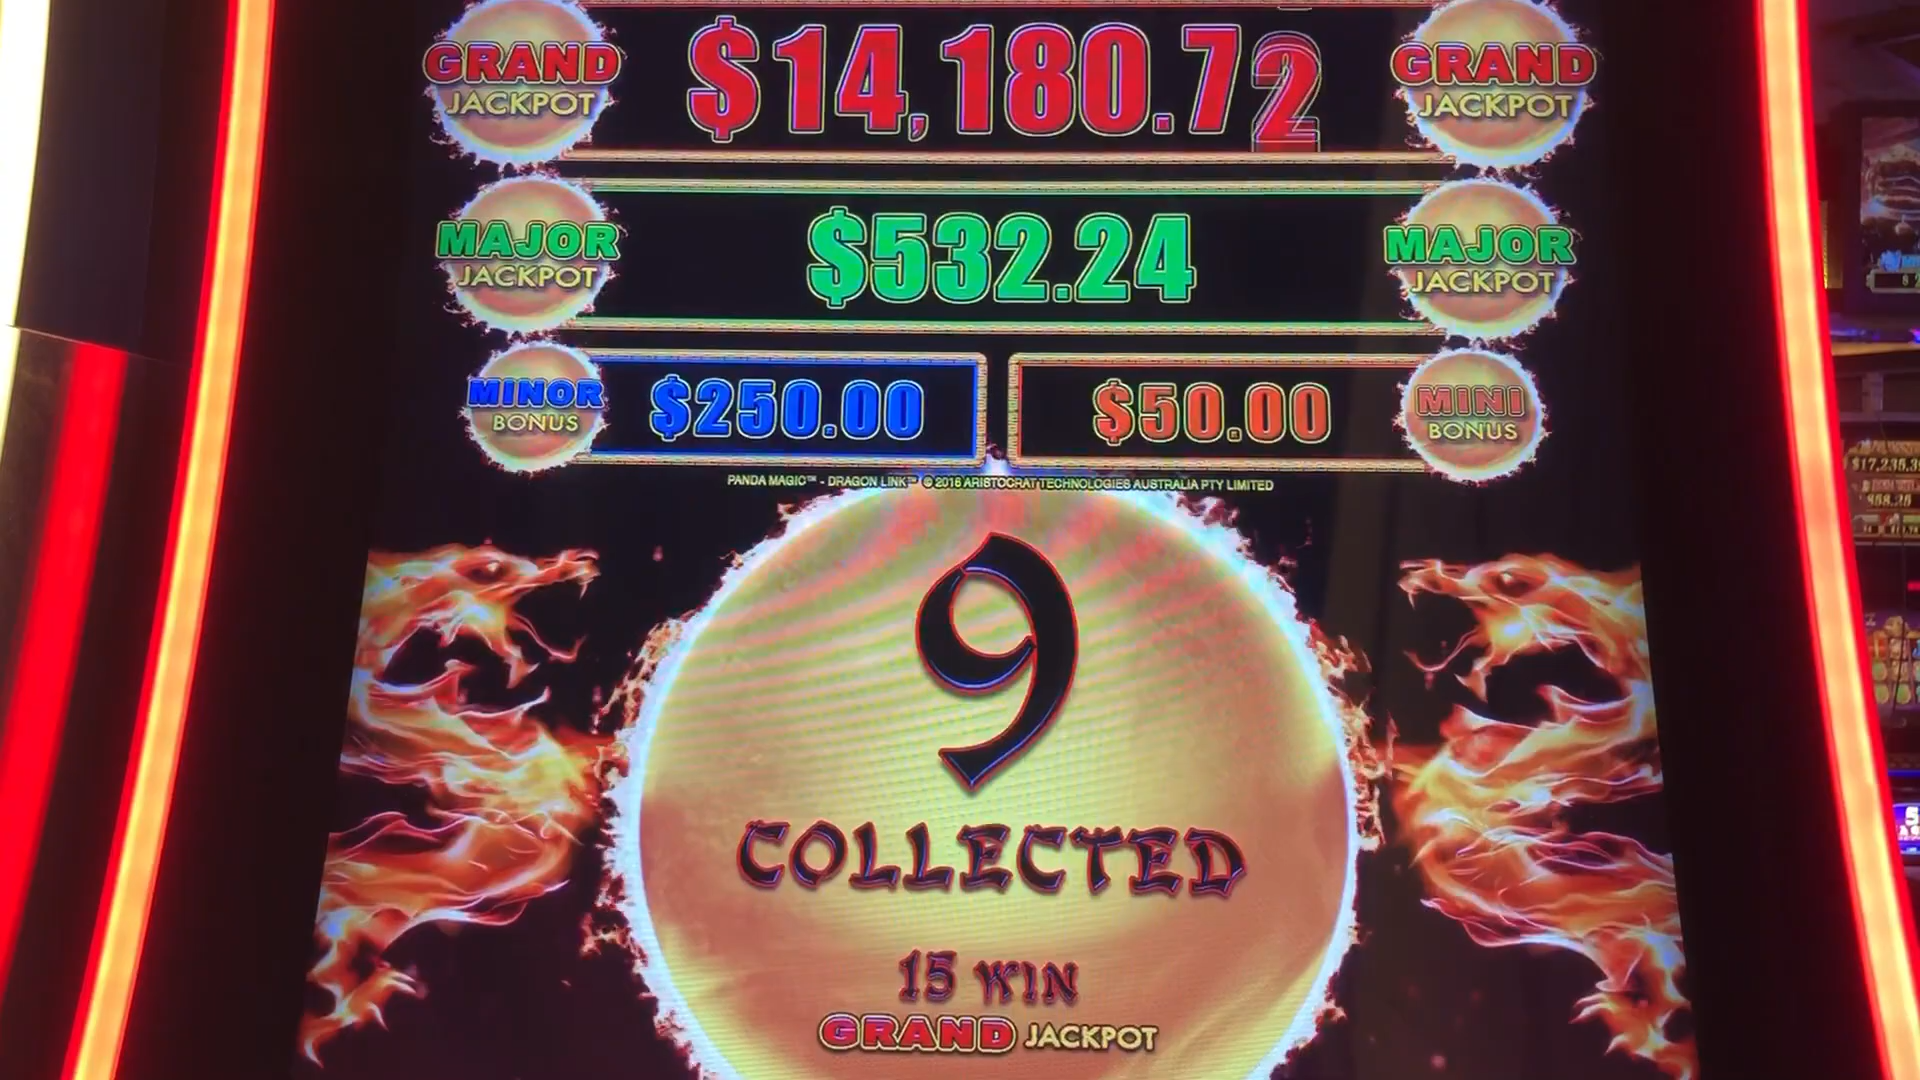 GRAND JACKPOT $14,180.72 GRAND JACKPOT
MAJOR JACKPOT $532.24 MAJOR JACKPOT
MINOR BONUS $250.00 $50.00 MINI BONUS
PANDA MAGIC™ - DRAGON LINK™ © 2016 ARISTOCRAT TECHNOLOGIES AUSTRALIA PTY LIMITED
9
COLLECTED
15 WIN
GRAND JACKPOT